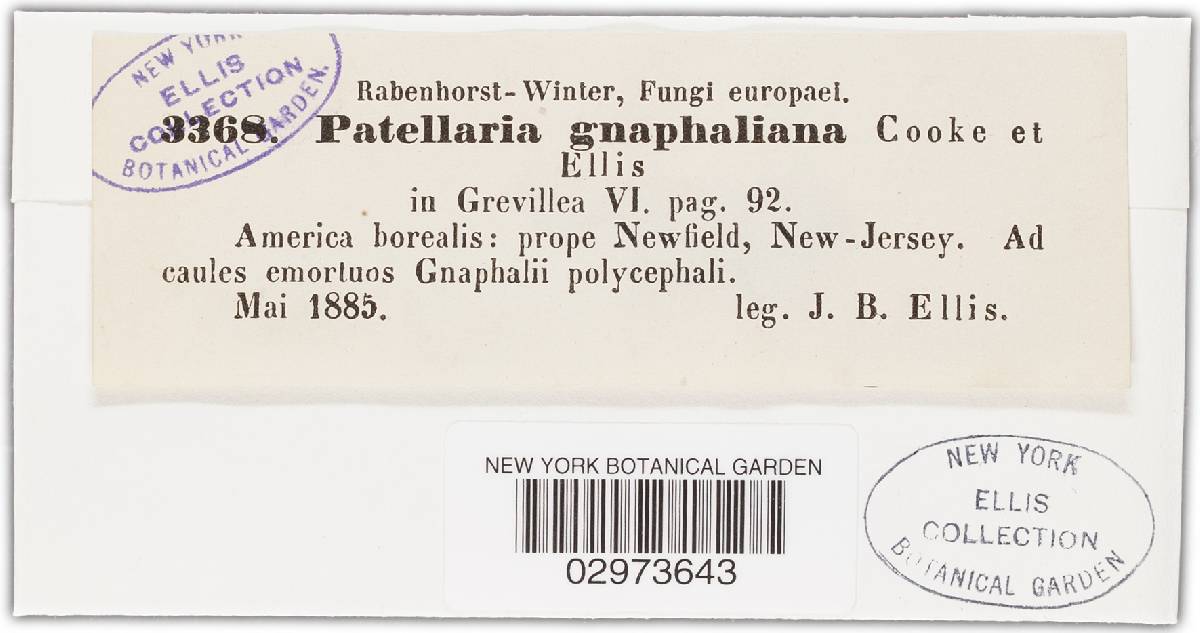 NEW YORK
ELLIS
COLLECTION
BOTANICAL GARDEN.
Rabenhorst-Winter, Fungi europaei.
3368. Patellaria gnaphaliana Cooke et
Ellis
in Grevillea VI. pag. 92.
America borealis: prope Newfield, New-Jersey. Ad
caules emortuos Gnaphalii polycephali.
Mai 1885. leg. J. B. Ellis.
NEW YORK BOTANICAL GARDEN
02973643
NEW YORK
ELLIS
COLLECTION
BOTANICAL GARDEN